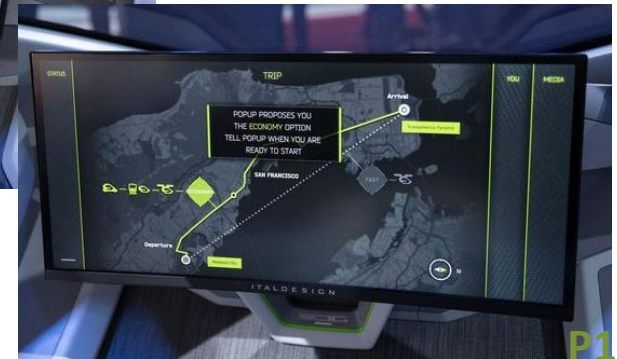 STATUS
TRIP
YOU
MEDIA
Arrival
Transamerica Pyramid
POPUP PROPOSES YOU
THE ECONOMY OPTION
TELL POPUP WHEN YOU ARE
READY TO START
SAN FRANCISCO
FAST
ECONOMY
Departure
N
ITALDESIGN
P1